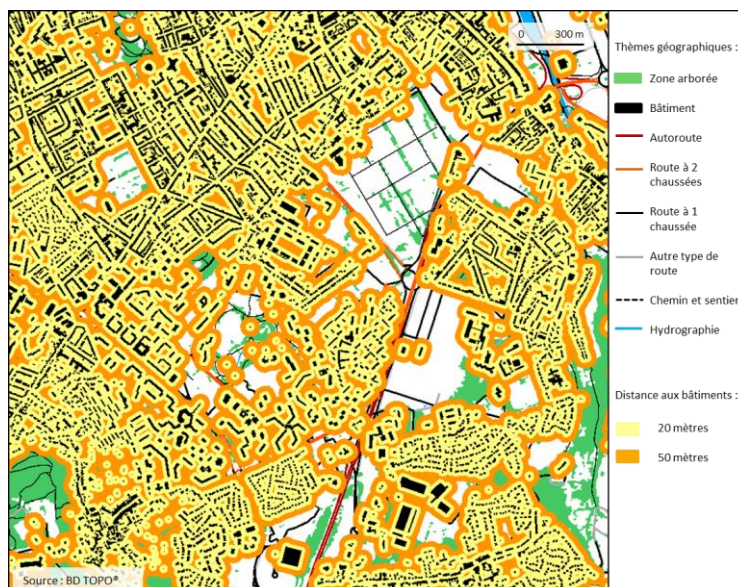 0 300 m
Thèmes géographiques :
Zone arborée
Bâtiment
Autoroute
Route à 2
chaussées
Route à 1
chaussée
Autre type de
route
Chemin et sentier
Hydrographie
Distance aux bâtiments :
20 mètres
50 mètres
Source : BD TOPO®